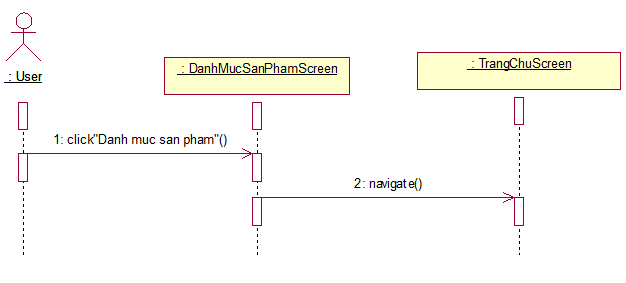 : User
: DanhMucSanPhamScreen
: TrangChuScreen
1: click"Danh muc san pham"()
2: navigate()